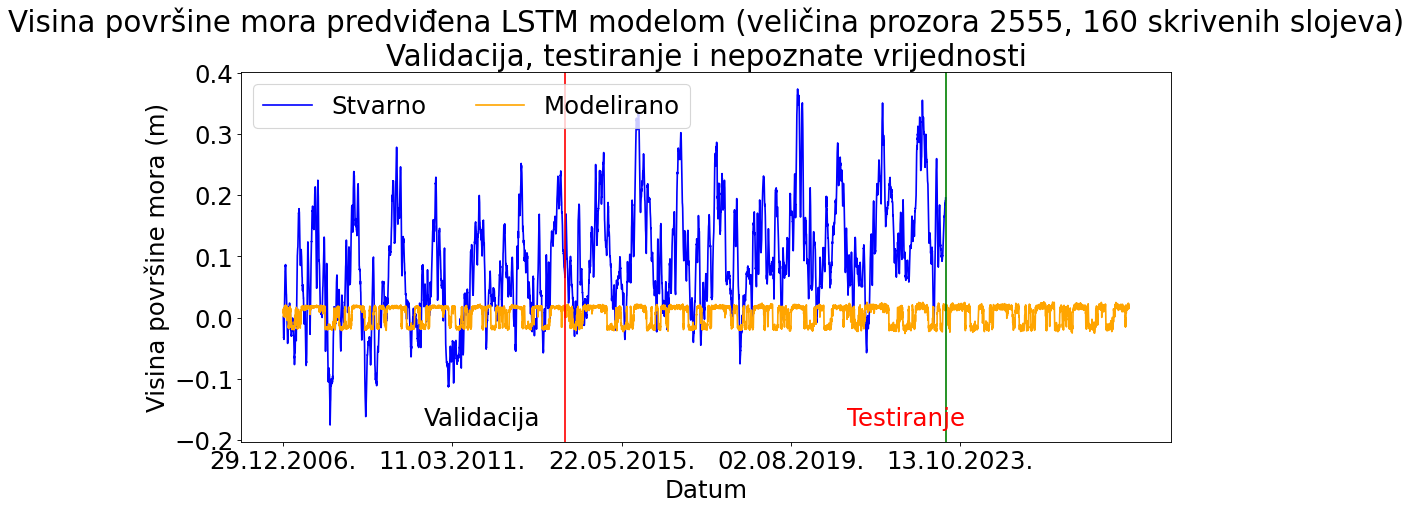 Visina površine mora predviđena LSTM modelom (veličina prozora 2555, 160 skrivenih slojeva)
Validacija, testiranje i nepoznate vrijednosti
Stvarno
Modelirano
Visina površine mora (m)
0.4
0.3
0.2
0.1
0.0
−0.1
−0.2
Validacija
Testiranje
29.12.2006.
11.03.2011.
22.05.2015.
02.08.2019.
13.10.2023.
Datum